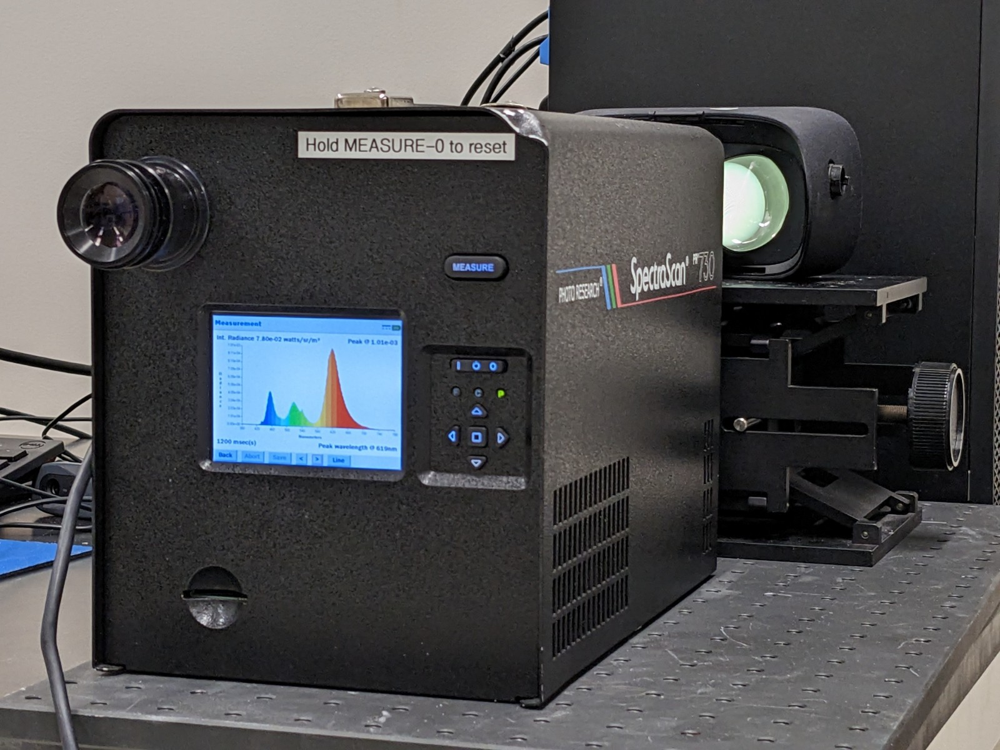 Hold MEASURE-0 to reset
MEASURE
PHOTO RESEARCH®
SpectraScan® PR® 730
Measurement
Int. Radiance 7.80e-02 watts/sr/m²
Peak @ 1.01e-03
Radiance
Nanometers
1200 msec(s)
Peak wavelength @ 619nm
Back
Abort
Save
<
>
Line
P
DELL